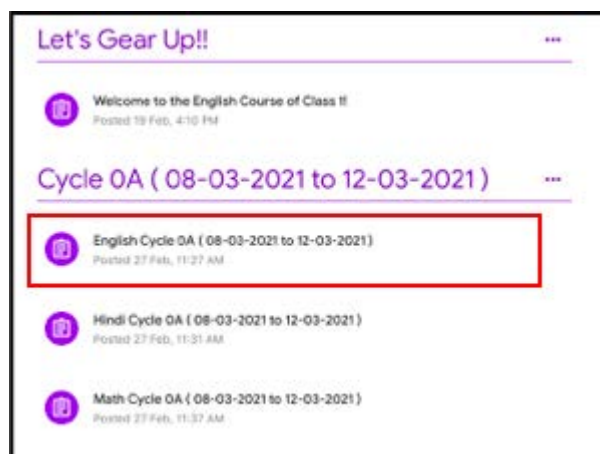 Let's Gear Up!!
Welcome to the English Course of Class 1!
Posted 19 Feb, 4:10 PM
Cycle 0A ( 08-03-2021 to 12-03-2021 )
English Cycle 0A ( 08-03-2021 to 12-03-2021 )
Posted 27 Feb, 11:27 AM
Hindi Cycle 0A ( 08-03-2021 to 12-03-2021 )
Posted 27 Feb, 11:31 AM
Math Cycle 0A ( 08-03-2021 to 12-03-2021 )
Posted 27 Feb, 11:37 AM